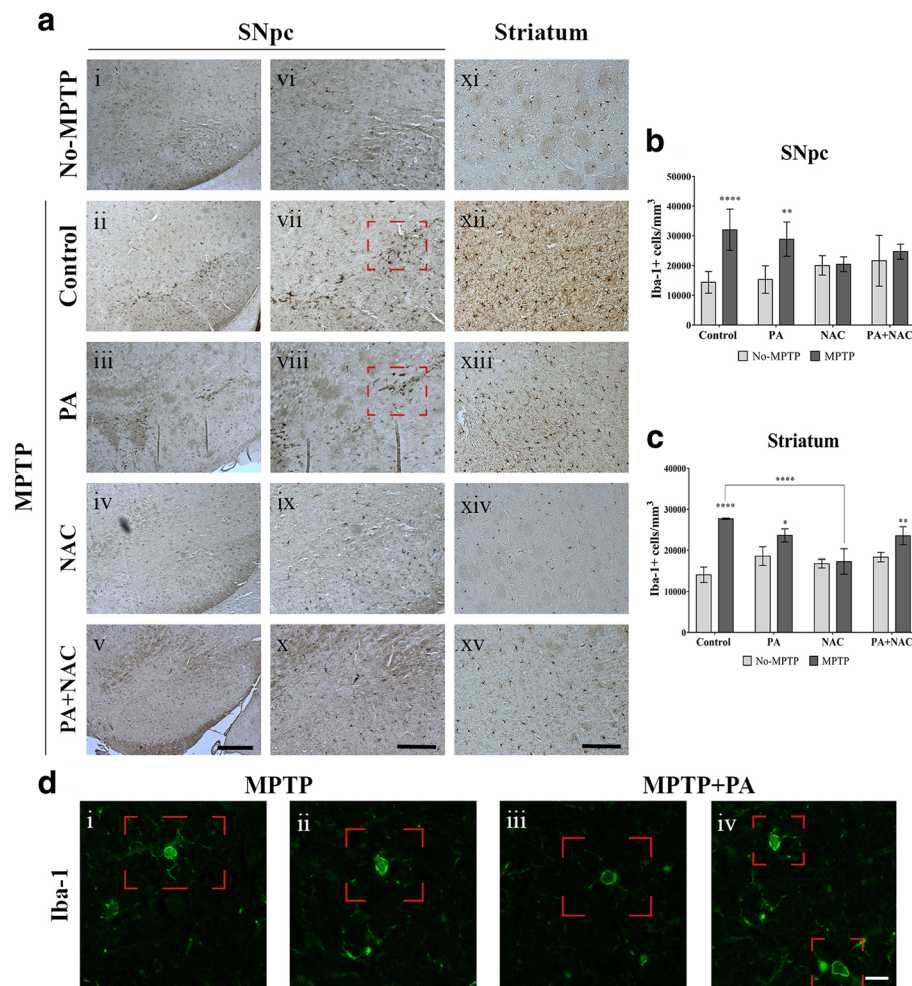 a
SNpc
Striatum
No-MPTP
i
vi
xi
MPTP
Control
ii
vii
xii
PA
iii
viii
xiii
NAC
iv
ix
xiv
PA+NAC
v
x
xv
b
SNpc
Iba-1+ cells/mm³
50000
40000
30000
20000
10000
0
****
**
Control PA NAC PA+NAC
No-MPTP MPTP
c
Striatum
Iba-1+ cells/mm³
40000
30000
20000
10000
0
****
****
*
**
Control PA NAC PA+NAC
No-MPTP MPTP
d
MPTP
MPTP+PA
Iba-1
i
ii
iii
iv